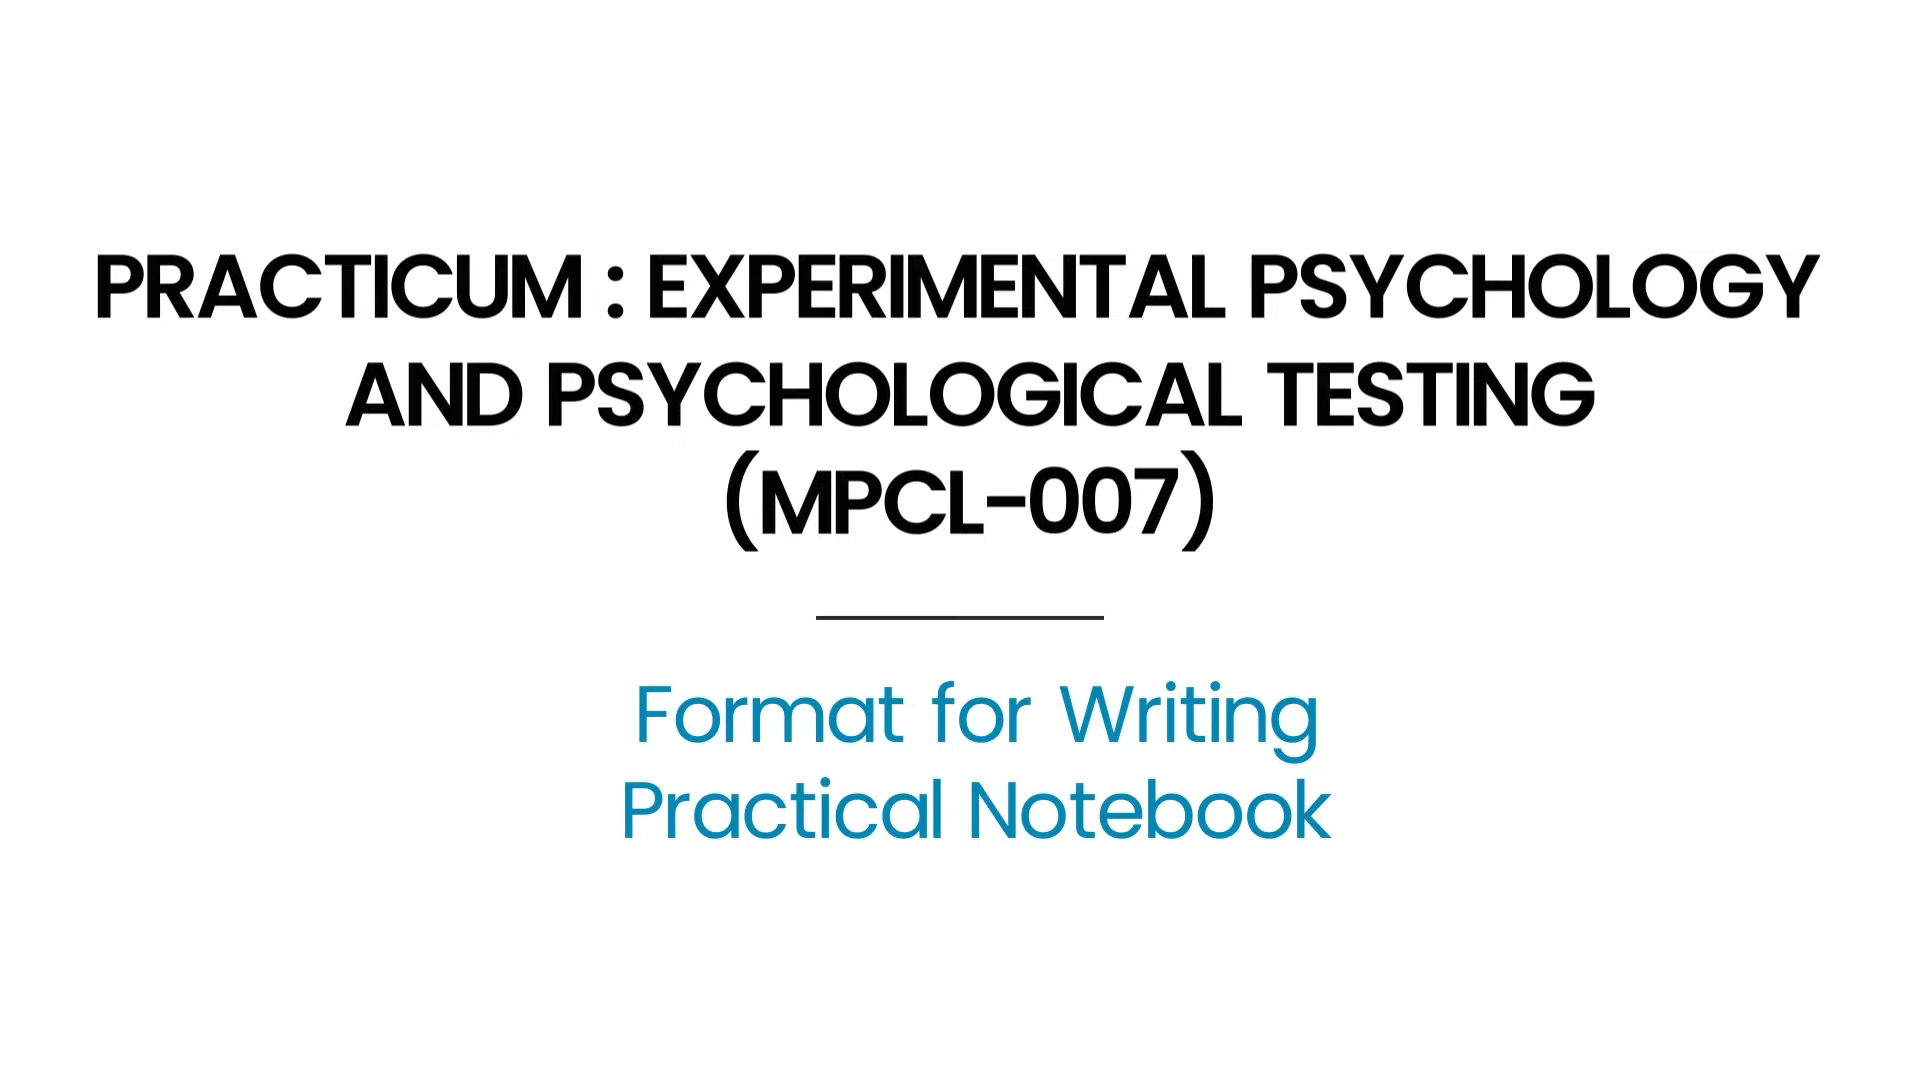 PRACTICUM : EXPERIMENTAL PSYCHOLOGY
AND PSYCHOLOGICAL TESTING
(MPCL-007)
Format for Writing
Practical Notebook